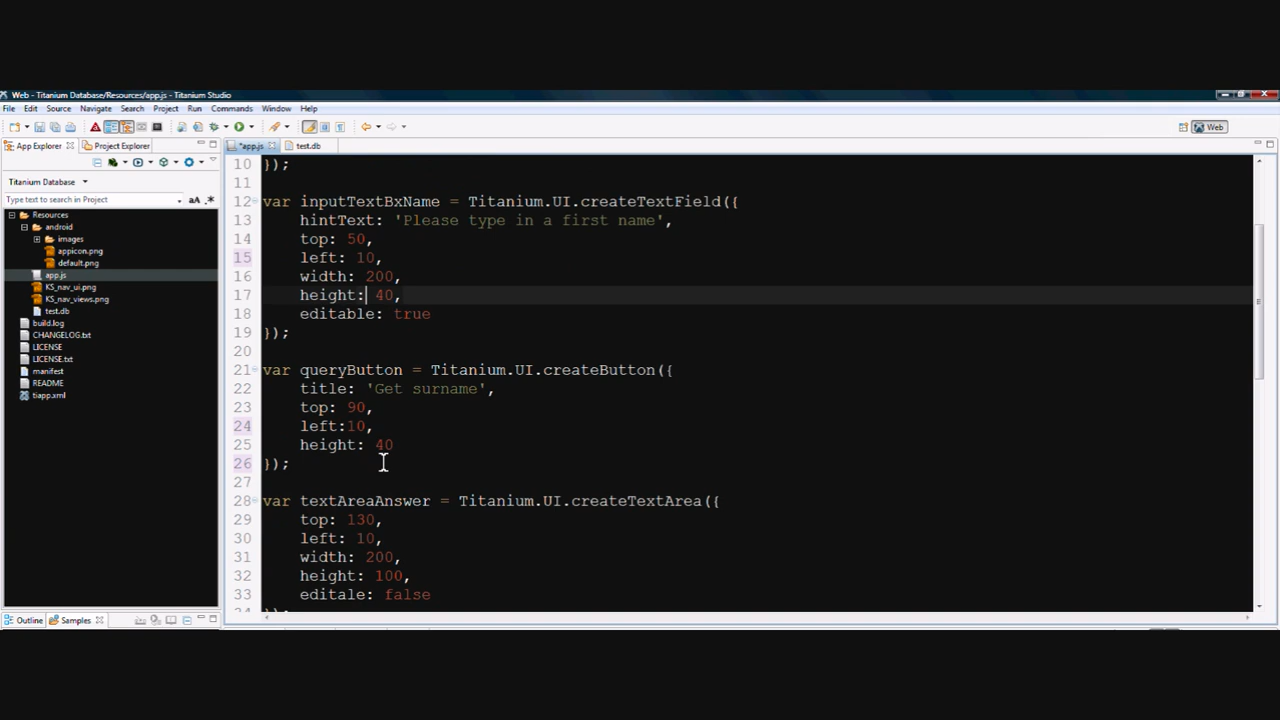 Web - Titanium Database/Resources/app.js - Titanium Studio
File Edit Source Navigate Search Project Run Commands Window Help
Web
App Explorer Project Explorer
*app.js test.db
Titanium Database
Type text to search in Project
aA .*
Resources
android
images
appicon.png
default.png
app.js
KS_nav_ui.png
KS_nav_views.png
test.db
build.log
CHANGELOG.txt
LICENSE
LICENSE.txt
manifest
README
tiapp.xml
Outline Samples
10 });
11
12 var inputTextBxName = Titanium.UI.createTextField({
13 hintText: 'Please type in a first name',
14 top: 50,
15 left: 10,
16 width: 200,
17 height: 40,
18 editable: true
19 });
20
21 var queryButton = Titanium.UI.createButton({
22 title: 'Get surname',
23 top: 90,
24 left:10,
25 height: 40
26 });
27
28 var textAreaAnswer = Titanium.UI.createTextArea({
29 top: 130,
30 left: 10,
31 width: 200,
32 height: 100,
33 editale: false
34 });